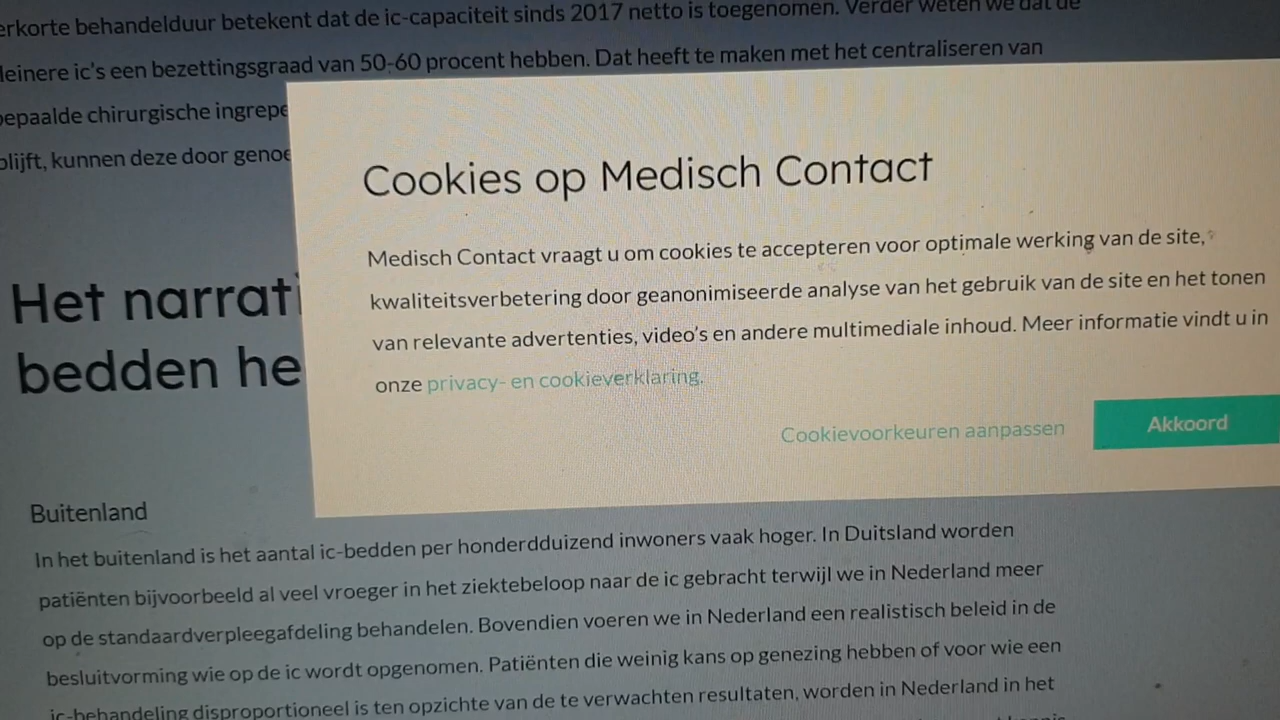 erkorte behandelduur betekent dat de ic-capaciteit sinds 2017 netto is toegenomen. Verder weten we dat de
leinere ic's een bezettingsgraad van 50-60 procent hebben. Dat heeft te maken met het centraliseren van
bepaalde chirurgische ingrepe
blijft, kunnen deze door genoe
Cookies op Medisch Contact
Medisch Contact vraagt u om cookies te accepteren voor optimale werking van de site,
kwaliteitsverbetering door geanonimiseerde analyse van het gebruik van de site en het tonen
van relevante advertenties, video's en andere multimediale inhoud. Meer informatie vindt u in
onze privacy- en cookieverklaring.
Cookievoorkeuren aanpassen
Akkoord
Het narrati
bedden he
Buitenland
In het buitenland is het aantal ic-bedden per honderdduizend inwoners vaak hoger. In Duitsland worden
patiënten bijvoorbeeld al veel vroeger in het ziektebeloop naar de ic gebracht terwijl we in Nederland meer
op de standaardverpleegafdeling behandelen. Bovendien voeren we in Nederland een realistisch beleid in de
besluitvorming wie op de ic wordt opgenomen. Patiënten die weinig kans op genezing hebben of voor wie een
ic-behandeling disproportioneel is ten opzichte van de te verwachten resultaten, worden in Nederland in het